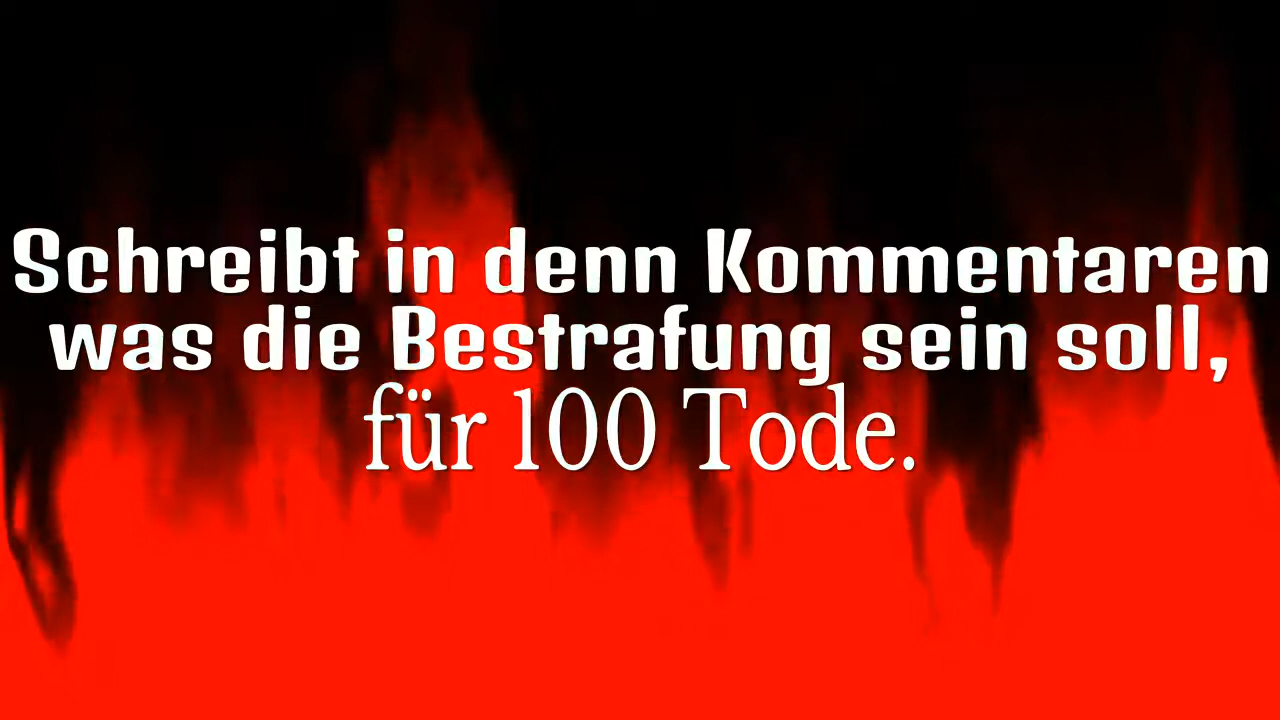 Schreibt in denn Kommentaren
was die Bestrafung sein soll,
für 100 Tode.